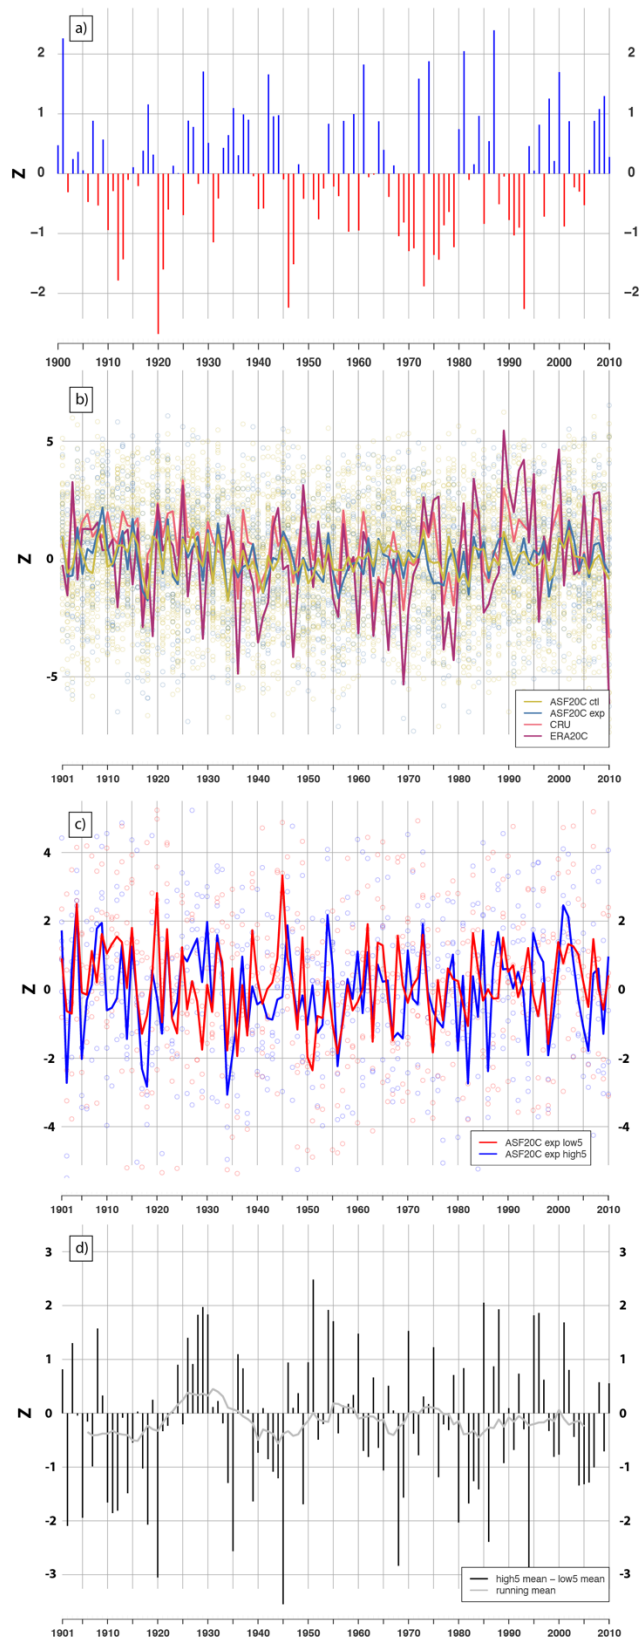 a)
2 2
1 1
0 0
Z
−1 −1
−2 −2
1900 1910 1920 1930 1940 1950 1960 1970 1980 1990 2000 2010
b)
5
Z
0
-5
ASF20C ctl
ASF20C exp
CRU
ERA20C
1901 1910 1920 1930 1940 1950 1960 1970 1980 1990 2000 2010
c)
4 4
2 2
Z
0 0
-2 -2
-4 -4
ASF20C exp low5
ASF20C exp high5
1901 1910 1920 1930 1940 1950 1960 1970 1980 1990 2000 2010
d)
3 3
2 2
1 1
Z
0 0
-1 -1
-2 -2
-3 -3
high5 mean − low5 mean
running mean
1901 1910 1920 1930 1940 1950 1960 1970 1980 1990 2000 2010